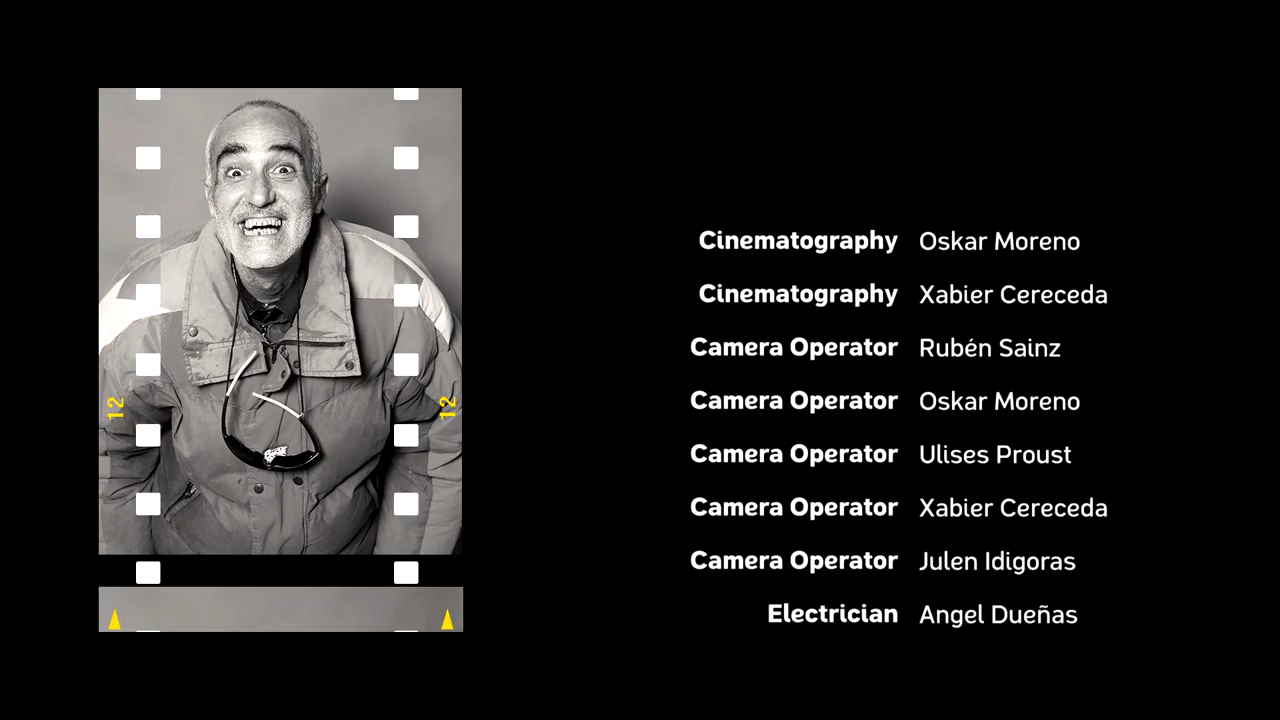 12
12
Cinematography Oskar Moreno
Cinematography Xabier Cereceda
Camera Operator Rubén Sainz
Camera Operator Oskar Moreno
Camera Operator Ulises Proust
Camera Operator Xabier Cereceda
Camera Operator Julen Idigoras
Electrician Angel Dueñas